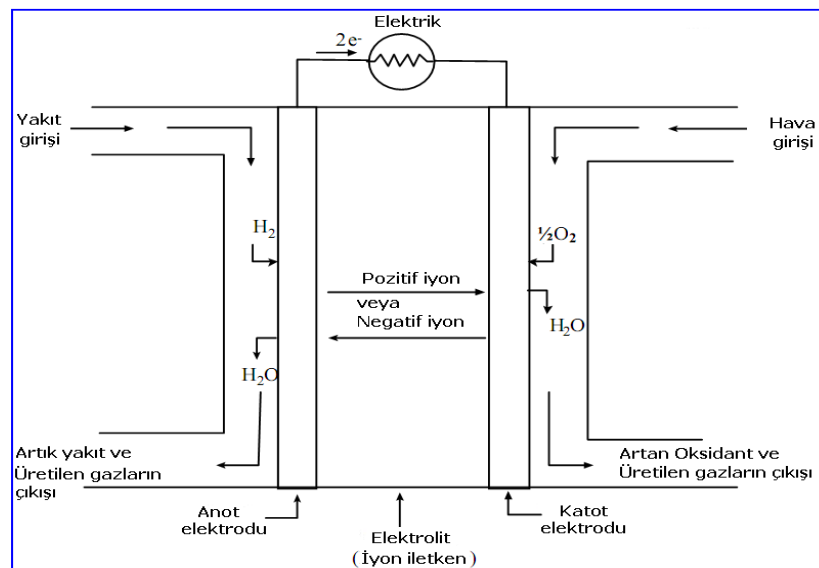 Elektrik
2e-
Yakıt
girişi
Hava
girişi
H₂
½O₂
Pozitif iyon
veya
Negatif iyon
H₂O
H₂O
Artık yakıt ve
Üretilen gazların
çıkışı
Artan Oksidant ve
Üretilen gazların
çıkışı
Anot
elektrodu
Katot
elektrodu
Elektrolit
( İyon iletken )